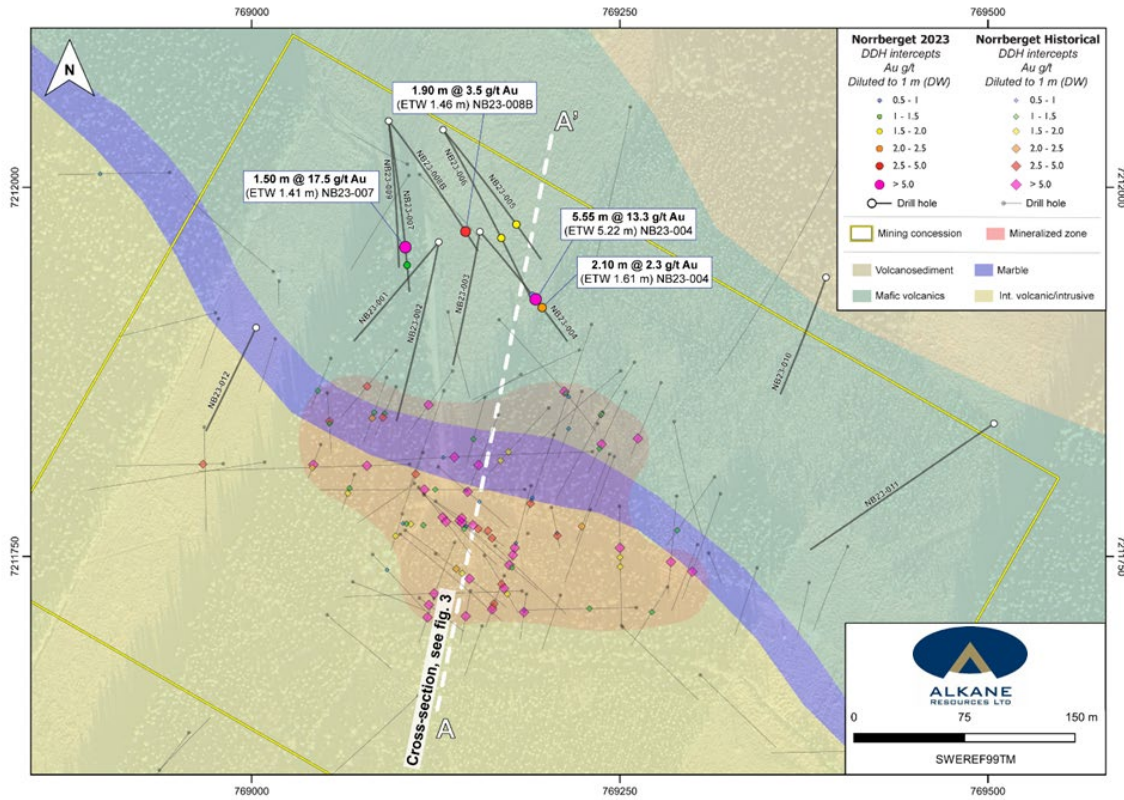 769000
769250
769500
7212000
7212000
7211750
7211750
769000
769250
769500
N
1.90 m @ 3.5 g/t Au
(ETW 1.46 m) NB23-008B
1.50 m @ 17.5 g/t Au
(ETW 1.41 m) NB23-007
5.55 m @ 13.3 g/t Au
(ETW 5.22 m) NB23-004
2.10 m @ 2.3 g/t Au
(ETW 1.61 m) NB23-004
A'
NB23-009
NB23-007
NB23-008B
NB23-006
NB23-005
NB23-001
NB23-002
NB23-003
NB23-004
NB23-012
NB23-010
NB23-011
Cross-section, see fig. 3
A
Norrberget 2023
DDH intercepts
Au g/t
Diluted to 1 m (DW)
0.5 - 1
1 - 1.5
1.5 - 2.0
2.0 - 2.5
2.5 - 5.0
> 5.0
Drill hole
Norrberget Historical
DDH intercepts
Au g/t
Diluted to 1 m (DW)
0.5 - 1
1 - 1.5
1.5 - 2.0
2.0 - 2.5
2.5 - 5.0
> 5.0
Drill hole
Mining concession
Mineralized zone
Volcanosediment
Marble
Mafic volcanics
Int. volcanic/intrusive
ALKANE
RESOURCES LTD
0 75 150 m
SWEREF99TM